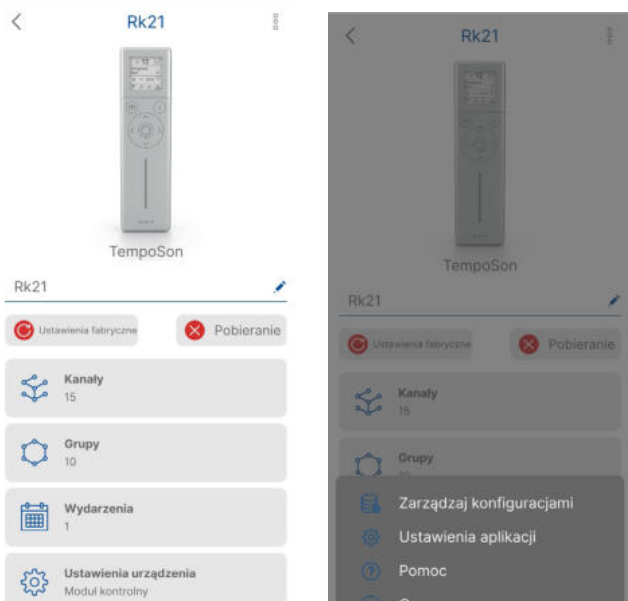 Rk21
TempoSon
Rk21
Ustawienia fabryczne
Pobieranie
Kanały
15
Grupy
10
Wydarzenia
1
Ustawienia urządzenia
Moduł kontrolny
Rk21
TempoSon
Rk21
Ustawienia fabryczne
Pobieranie
Kanały
15
Grupy
Zarządzaj konfiguracjami
Ustawienia aplikacji
Pomoc